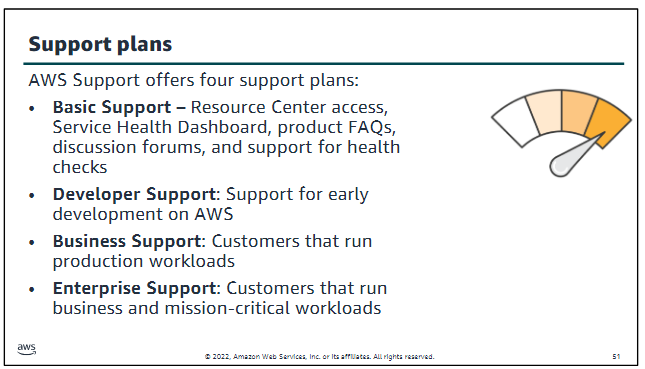 Support plans
AWS Support offers four support plans:
• Basic Support – Resource Center access,
Service Health Dashboard, product FAQs,
discussion forums, and support for health
checks
• Developer Support: Support for early
development on AWS
• Business Support: Customers that run
production workloads
• Enterprise Support: Customers that run
business and mission-critical workloads
aws
© 2022, Amazon Web Services, Inc. or its affiliates. All rights reserved.
51